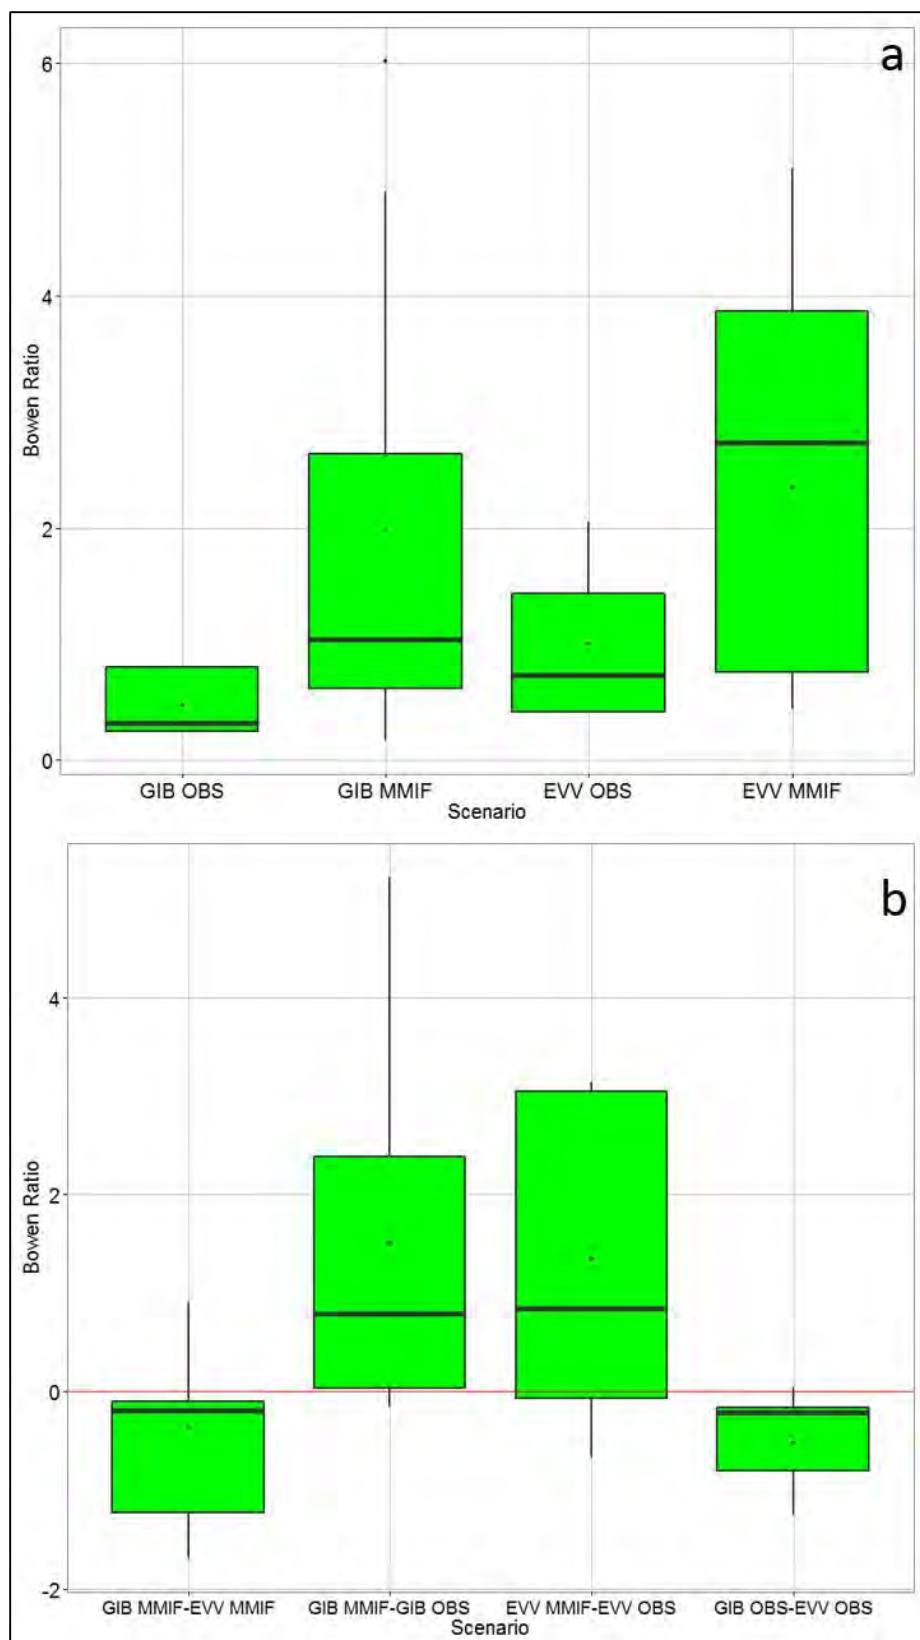 a
6
4
2
0
Bowen Ratio
GIB OBS GIB MMIF EVV OBS EVV MMIF
Scenario
b
4
2
0
-2
Bowen Ratio
GIB MMIF-EVV MMIF GIB MMIF-GIB OBS EVV MMIF-EVV OBS GIB OBS-EVV OBS
Scenario